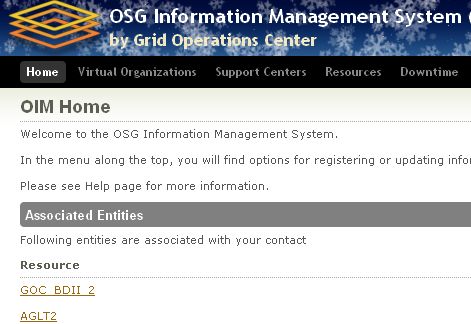 OSG Information Management System (
by Grid Operations Center
Home Virtual Organizations Support Centers Resources Downtime
OIM Home
Welcome to the OSG Information Management System.
In the menu along the top, you will find options for registering or updating
Please see Help page for more information.
Associated Entities
Following entities are associated with your contact
Resource
GOC_BDII_2
AGLT2